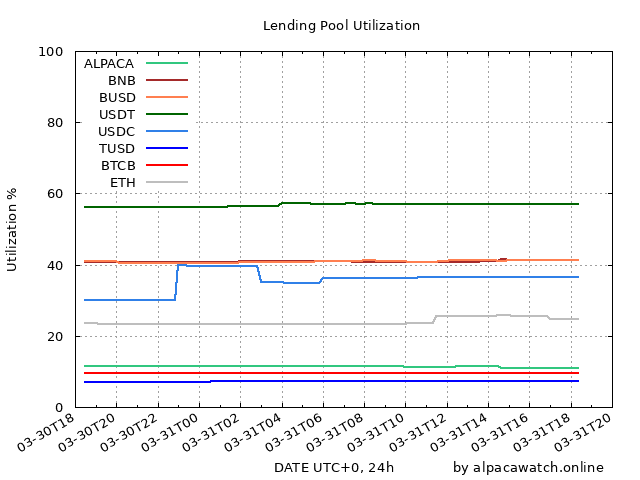 Lending Pool Utilization
100
80
60
40
20
0
Utilization %
ALPACA
BNB
BUSD
USDT
USDC
TUSD
BTCB
ETH
03-30T18
03-30T20
03-30T22
03-31T00
03-31T02
03-31T04
03-31T06
03-31T08
03-31T10
03-31T12
03-31T14
03-31T16
03-31T18
03-31T20
DATE UTC+0, 24h
by alpacawatch.online